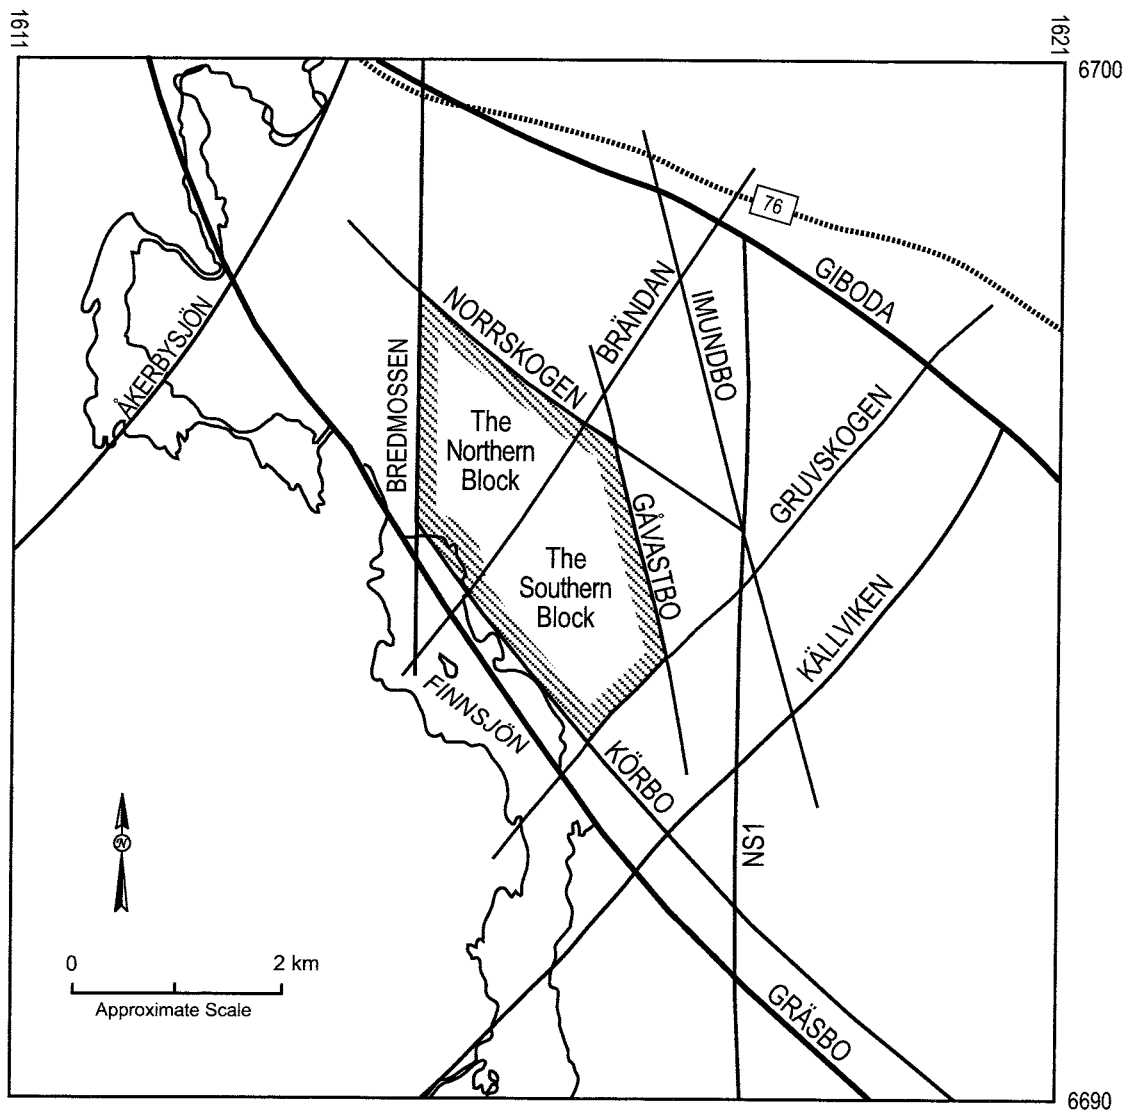 1611
1621
6700
76
GIBODA
NORRSKOGEN
BRÄNDAN
IMUNDBO
ÅKERBYSJÖN
BREDMOSSEN
The
Northern
Block
GRUVSKOGEN
GÅVASTBO
The
Southern
Block
KÄLLVIKEN
FINNSJÖN
KÖRBO
NS1
N
0 2 km
Approximate Scale
GRÄSBO
6690